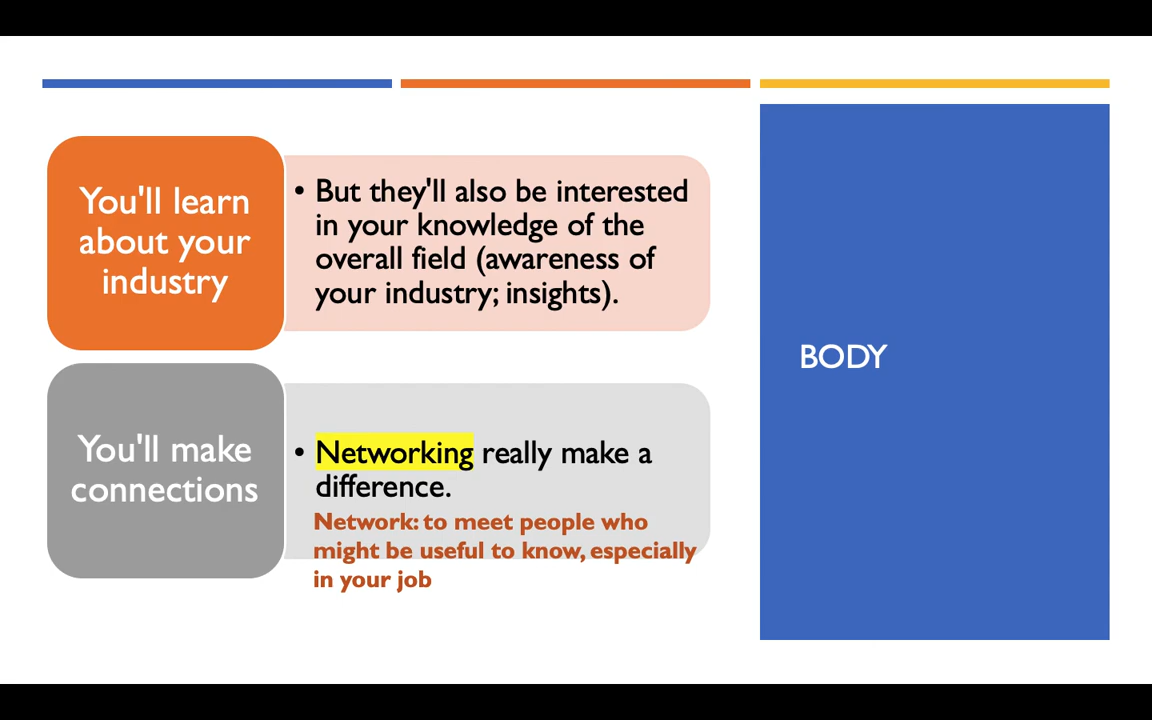 You'll learn
about your
industry
• But they'll also be interested
in your knowledge of the
overall field (awareness of
your industry; insights).
You'll make
connections
• Networking really make a
difference.
Network: to meet people who
might be useful to know, especially
in your job
BODY